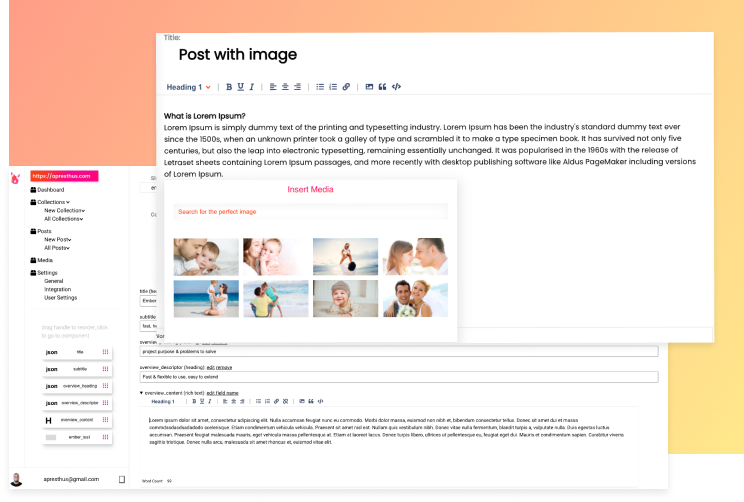 Title:
Post with image
Heading 1
B U I
What is Lorem Ipsum?
Lorem Ipsum is simply dummy text of the printing and typesetting industry. Lorem Ipsum has been the industry's standard dummy text ever
since the 1500s, when an unknown printer took a galley of type and scrambled it to make a type specimen book. It has survived not only five
centuries, but also the leap into electronic typesetting, remaining essentially unchanged. It was popularised in the 1960s with the release of
Letraset sheets containing Lorem Ipsum passages, and more recently with desktop publishing software like Aldus PageMaker including versions
of Lorem Ipsum.
Insert Media
Search for the perfect image
https://apresthus.com
Dashboard
Collections
New Collection
All Collections
Posts
New Post
All Posts
Media
Settings
General
Integration
User Settings
drag handle to reorder, click
to go to component
json title
json subtitle
json overview_heading
json overview_descriptor
H overview_content
ember_test
apresthus@gmail.com
title (hea
Ember
subtitle
fast, fle
project purpose & problems to solve
overview_descriptor (heading) edit remove
Fast & flexible to use, easy to extend
overview_content (rich text) edit field name
Heading 1
B U I
Lorem ipsum dolor sit amet, consectetur adipiscing elit. Nulla accumsan feugiat nunc eu commodo. Morbi dolor massa, euismod non nibh et, bibendum consectetur tellus. Donec sit amet dui et massa
scelerisque. Etiam condimentum vehicula vehicula. Praesent sit amet nisl est. Nullam quis vestibulum nibh. Donec vitae nulla fermentum, blandit turpis a, vulputate nulla. Duis egestas luctus
accumsan. Praesent feugiat malesuada mauris, eget vehicula massa pellentesque at. Etiam at laoreet lacus. Donec turpis libero, ultrices ut pellentesque eu, feugiat eget dui. Mauris et condimentum sapien. Curabitur viverra
sagittis tristique. Donec nulla arcu, malesuada sit amet rhoncus et, euismod vitae elit.
Word Count: 99